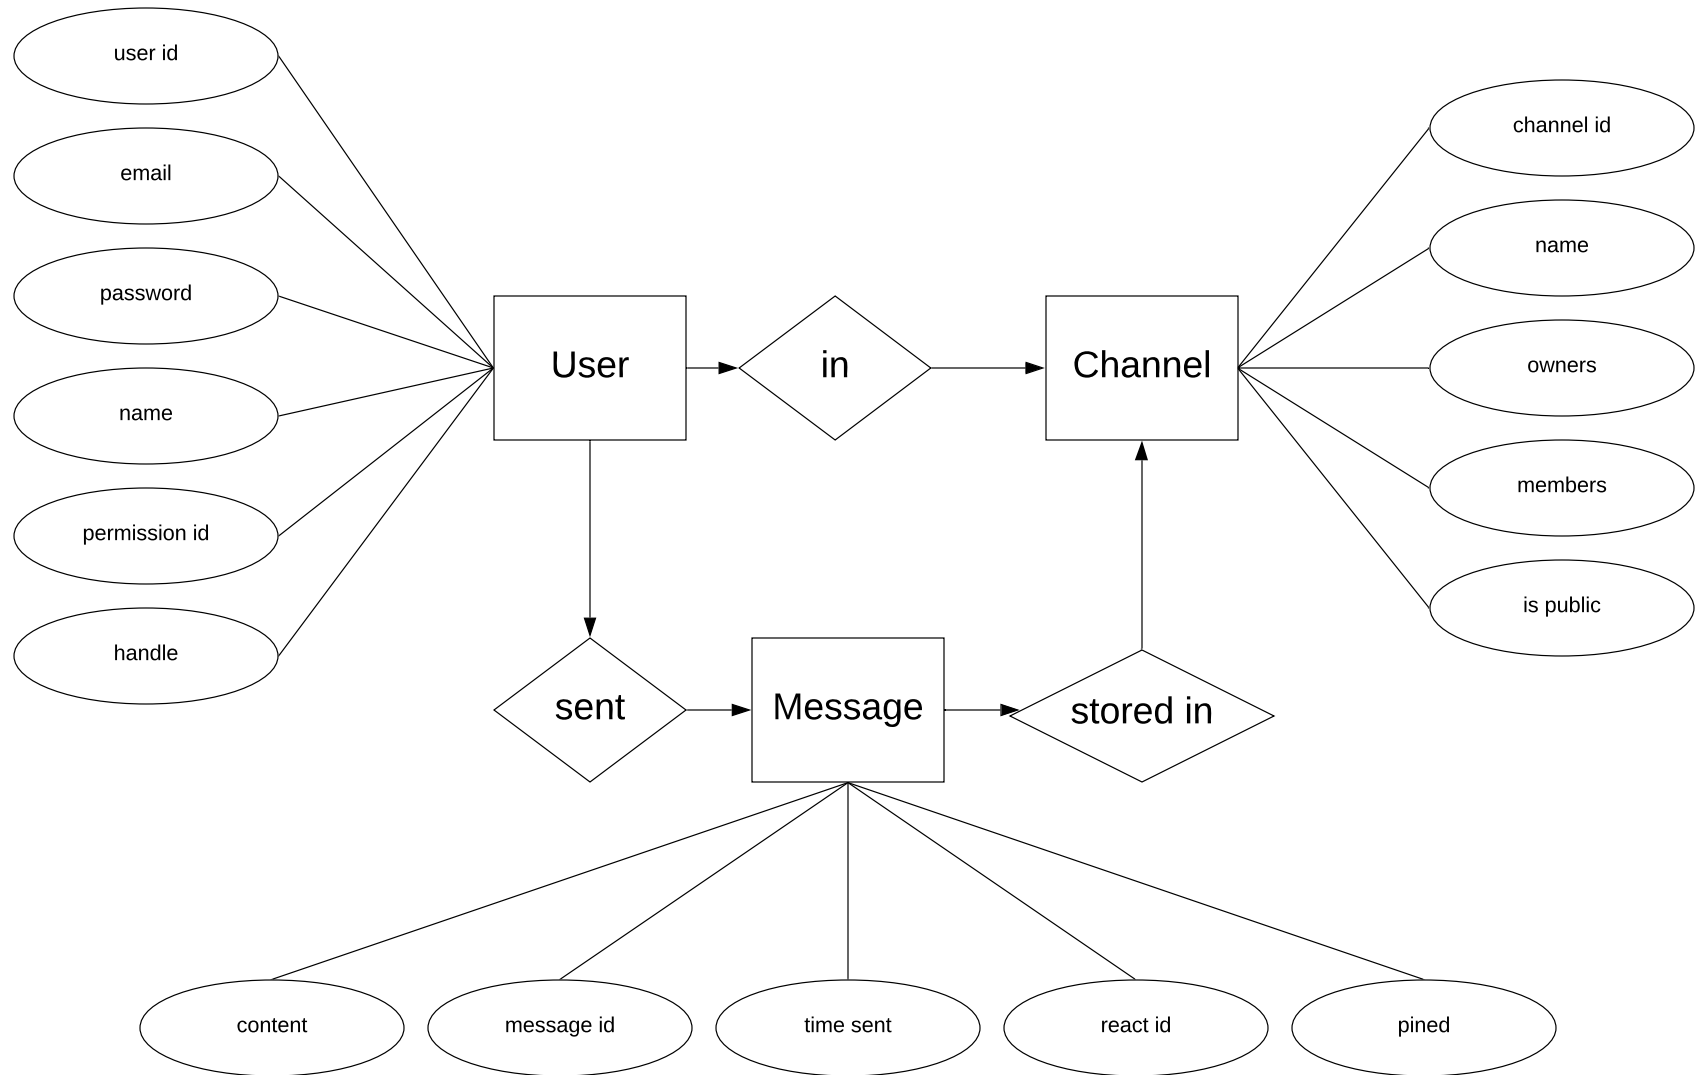 user id
email
password
name
permission id
handle
User
in
Channel
channel id
name
owners
members
is public
sent
Message
stored in
content
message id
time sent
react id
pined